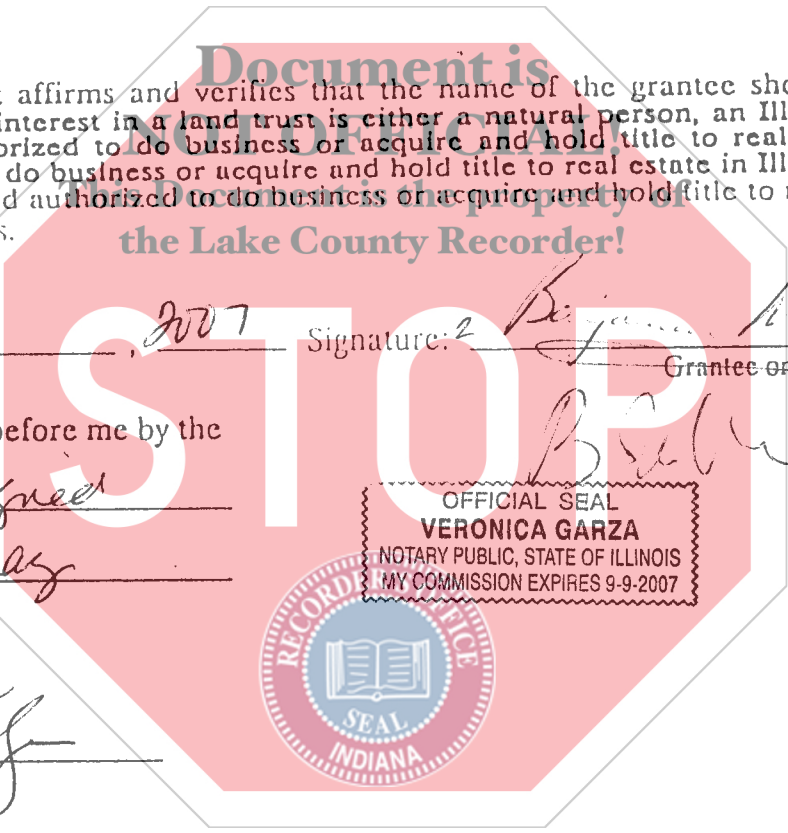 Document is
affirms and verifies that the name of the grantee sho
interest in a land trust is either a natural person, an Ill
NOT OFFICIAL!
orized to do business or acquire and hold title to real
do business or acquire and hold title to real estate in Ill
This Document is the property of
d authorized to do business or acquire and hold title to r
s.
the Lake County Recorder!
STOP
, 2007 Signature:
Grantee or
before me by the
OFFICIAL SEAL
VERONICA GARZA
NOTARY PUBLIC, STATE OF ILLINOIS
MY COMMISSION EXPIRES 9-9-2007
RECORDER'S OFFICE
SEAL
INDIANA